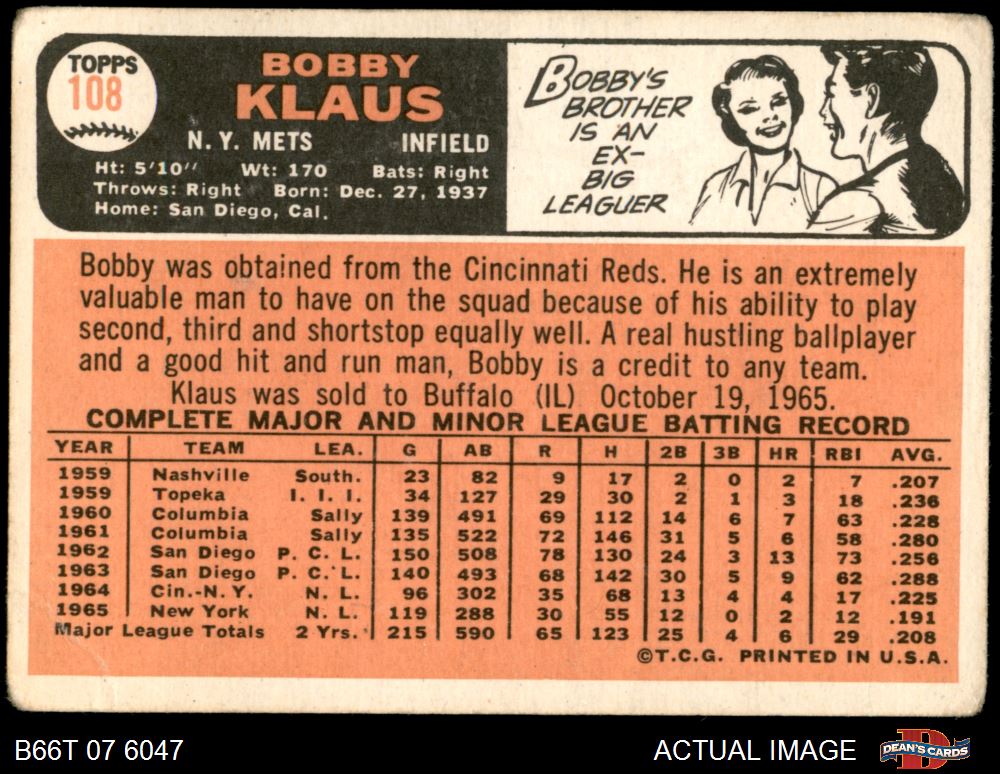 TOPPS
108
BOBBY
KLAUS
N. Y. METS INFIELD
Ht: 5'10" Wt: 170 Bats: Right
Throws: Right Born: Dec. 27, 1937
Home: San Diego, Cal.
BOBBY'S
BROTHER
IS AN
EX-
BIG
LEAGUER
Bobby was obtained from the Cincinnati Reds. He is an extremely
valuable man to have on the squad because of his ability to play
second, third and shortstop equally well. A real hustling ballplayer
and a good hit and run man, Bobby is a credit to any team.
Klaus was sold to Buffalo (IL) October 19, 1965.
COMPLETE MAJOR AND MINOR LEAGUE BATTING RECORD
YEAR TEAM LEA. G AB R H 2B 3B HR RBI AVG.
1959 Nashville South. 23 82 9 17 2 0 2 7 .207
1959 Topeka I. I. I. 34 127 29 30 2 1 3 18 .236
1960 Columbia Sally 139 491 69 112 14 6 7 63 .228
1961 Columbia Sally 135 522 72 146 31 5 6 58 .280
1962 San Diego P. C. L. 150 508 78 130 24 3 13 73 .256
1963 San Diego P. C. L. 140 493 68 142 30 5 9 62 .288
1964 Cin.-N. Y. N. L. 96 302 35 68 13 4 4 17 .225
1965 New York N. L. 119 288 30 55 12 0 2 12 .191
Major League Totals 2 Yrs. 215 590 65 123 25 4 6 29 .208
©T.C.G. PRINTED IN U.S.A.
B66T 07 6047 ACTUAL IMAGE DEAN'S CARDS